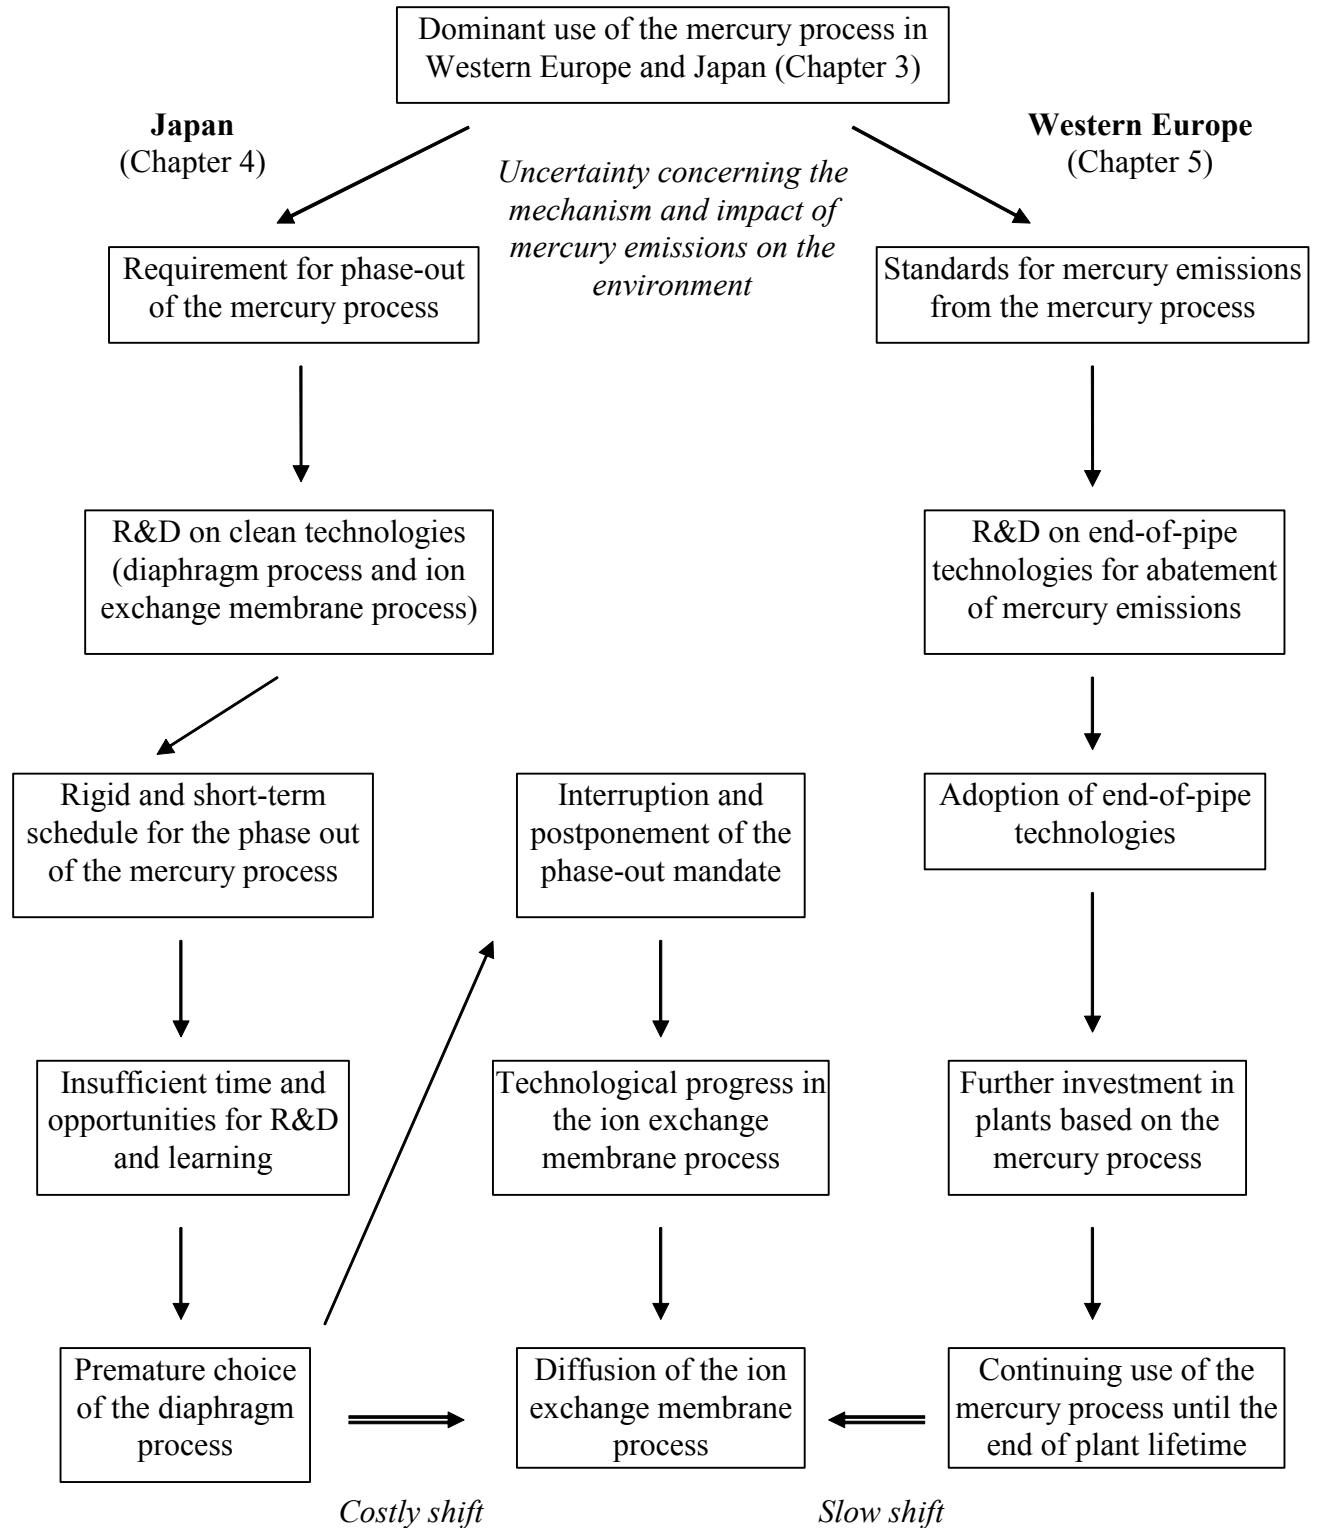 Dominant use of the mercury process in
Western Europe and Japan (Chapter 3)
Japan
(Chapter 4)
Western Europe
(Chapter 5)
Uncertainty concerning the
mechanism and impact of
mercury emissions on the
environment
Requirement for phase-out
of the mercury process
Standards for mercury emissions
from the mercury process
R&D on clean technologies
(diaphragm process and ion
exchange membrane process)
R&D on end-of-pipe
technologies for abatement
of mercury emissions
Rigid and short-term
schedule for the phase out
of the mercury process
Interruption and
postponement of the
phase-out mandate
Adoption of end-of-pipe
technologies
Insufficient time and
opportunities for R&D
and learning
Technological progress in
the ion exchange
membrane process
Further investment in
plants based on the
mercury process
Premature choice
of the diaphragm
process
Diffusion of the ion
exchange membrane
process
Continuing use of the
mercury process until the
end of plant lifetime
Costly shift
Slow shift